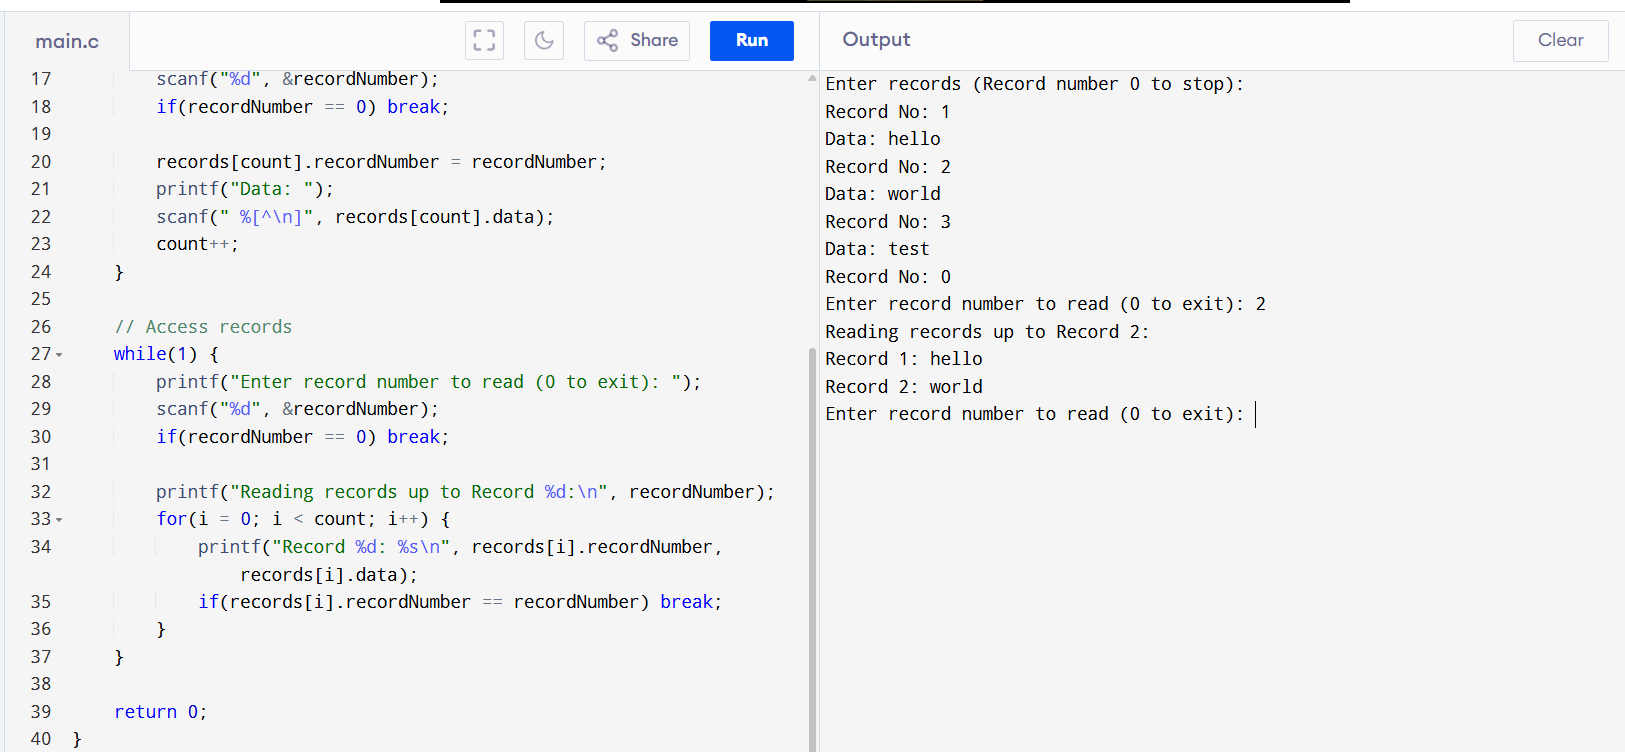 main.c
Share
Run
17 scanf("%d", &recordNumber);
18 if(recordNumber == 0) break;
19
20 records[count].recordNumber = recordNumber;
21 printf("Data: ");
22 scanf(" %[^\n]", records[count].data);
23 count++;
24 }
25
26 // Access records
27 while(1) {
28 printf("Enter record number to read (0 to exit): ");
29 scanf("%d", &recordNumber);
30 if(recordNumber == 0) break;
31
32 printf("Reading records up to Record %d:\n", recordNumber);
33 for(i = 0; i < count; i++) {
34 printf("Record %d: %s\n", records[i].recordNumber,
records[i].data);
35 if(records[i].recordNumber == recordNumber) break;
36 }
37 }
38
39 return 0;
40 }
Output
Clear
Enter records (Record number 0 to stop):
Record No: 1
Data: hello
Record No: 2
Data: world
Record No: 3
Data: test
Record No: 0
Enter record number to read (0 to exit): 2
Reading records up to Record 2:
Record 1: hello
Record 2: world
Enter record number to read (0 to exit):